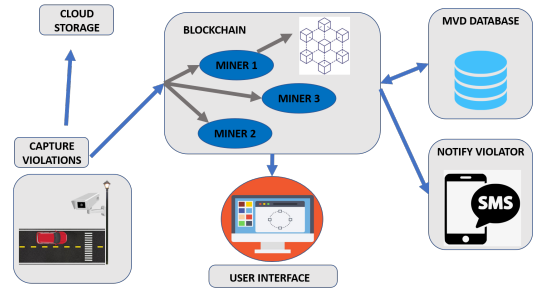 CLOUD
STORAGE
BLOCKCHAIN
MINER 1
MINER 3
MINER 2
MVD DATABASE
CAPTURE
VIOLATIONS
NOTIFY VIOLATOR
SMS
USER INTERFACE